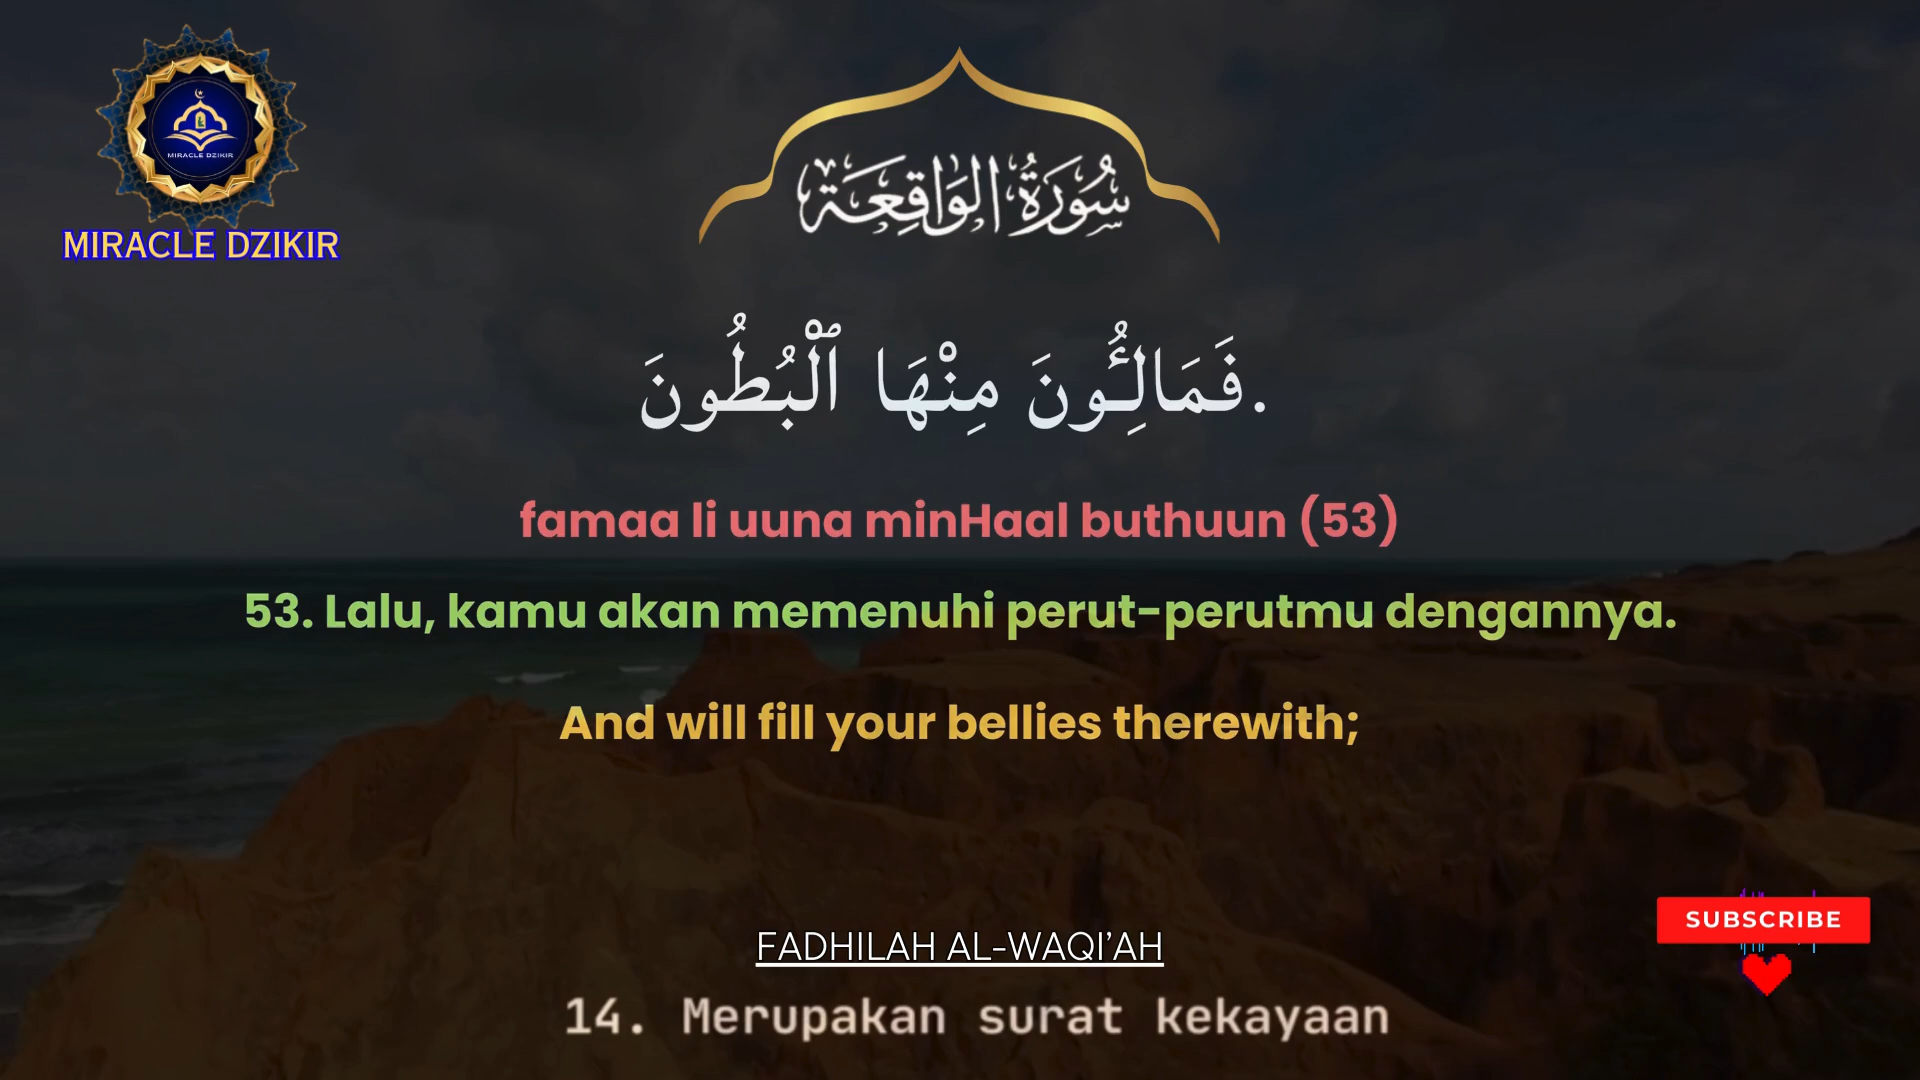 MIRACLE DZIKIR
MIRACLE DZIKIR
سُورَةُ الوَاقِعَة
فَمَالِـُٔونَ مِنْهَا ٱلْبُطُونَ.
famaa li uuna minHaal buthuun (53)
53. Lalu, kamu akan memenuhi perut-perutmu dengannya.
And will fill your bellies therewith;
SUBSCRIBE
FADHILAH AL-WAQI'AH
14. Merupakan surat kekayaan